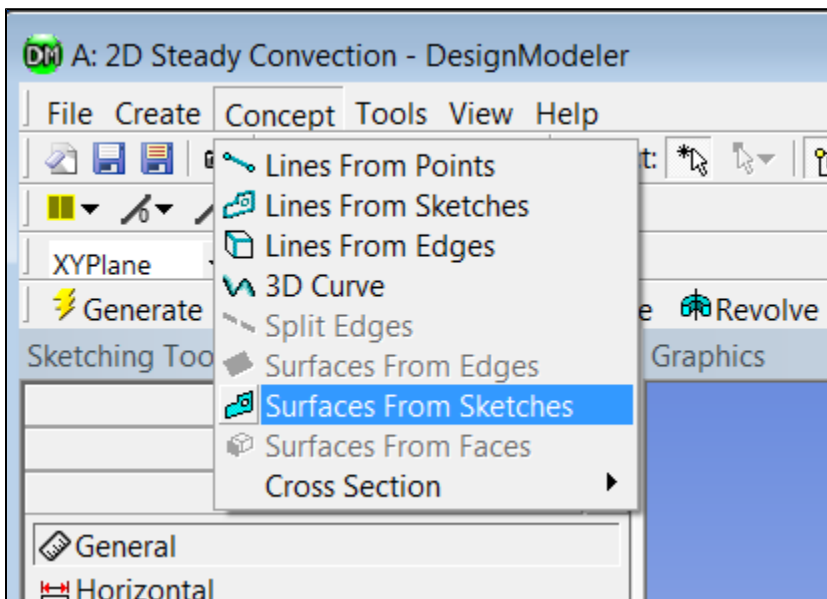 DM A: 2D Steady Convection - DesignModeler
File Create Concept Tools View Help
Lines From Points
Lines From Sketches
Lines From Edges
XYPlane
3D Curve
Generate
Revolve
Split Edges
Sketching Too
Graphics
Surfaces From Edges
Surfaces From Sketches
Surfaces From Faces
Cross Section
General
Horizontal